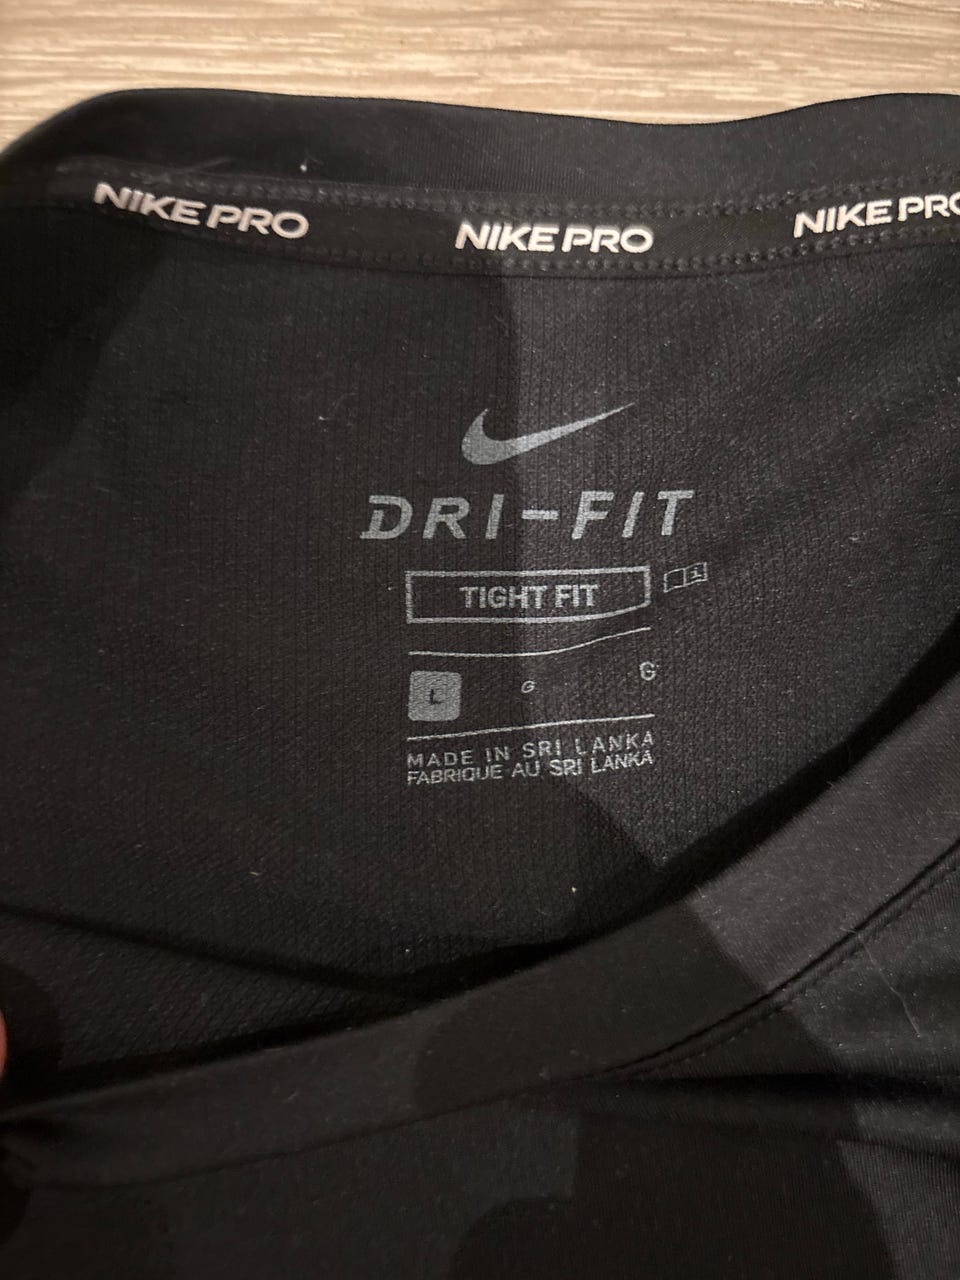 NIKE PRO NIKE PRO NIKE PRO
DRI-FIT
TIGHT FIT
L G G
MADE IN SRI LANKA
FABRIQUE AU SRI LANKA